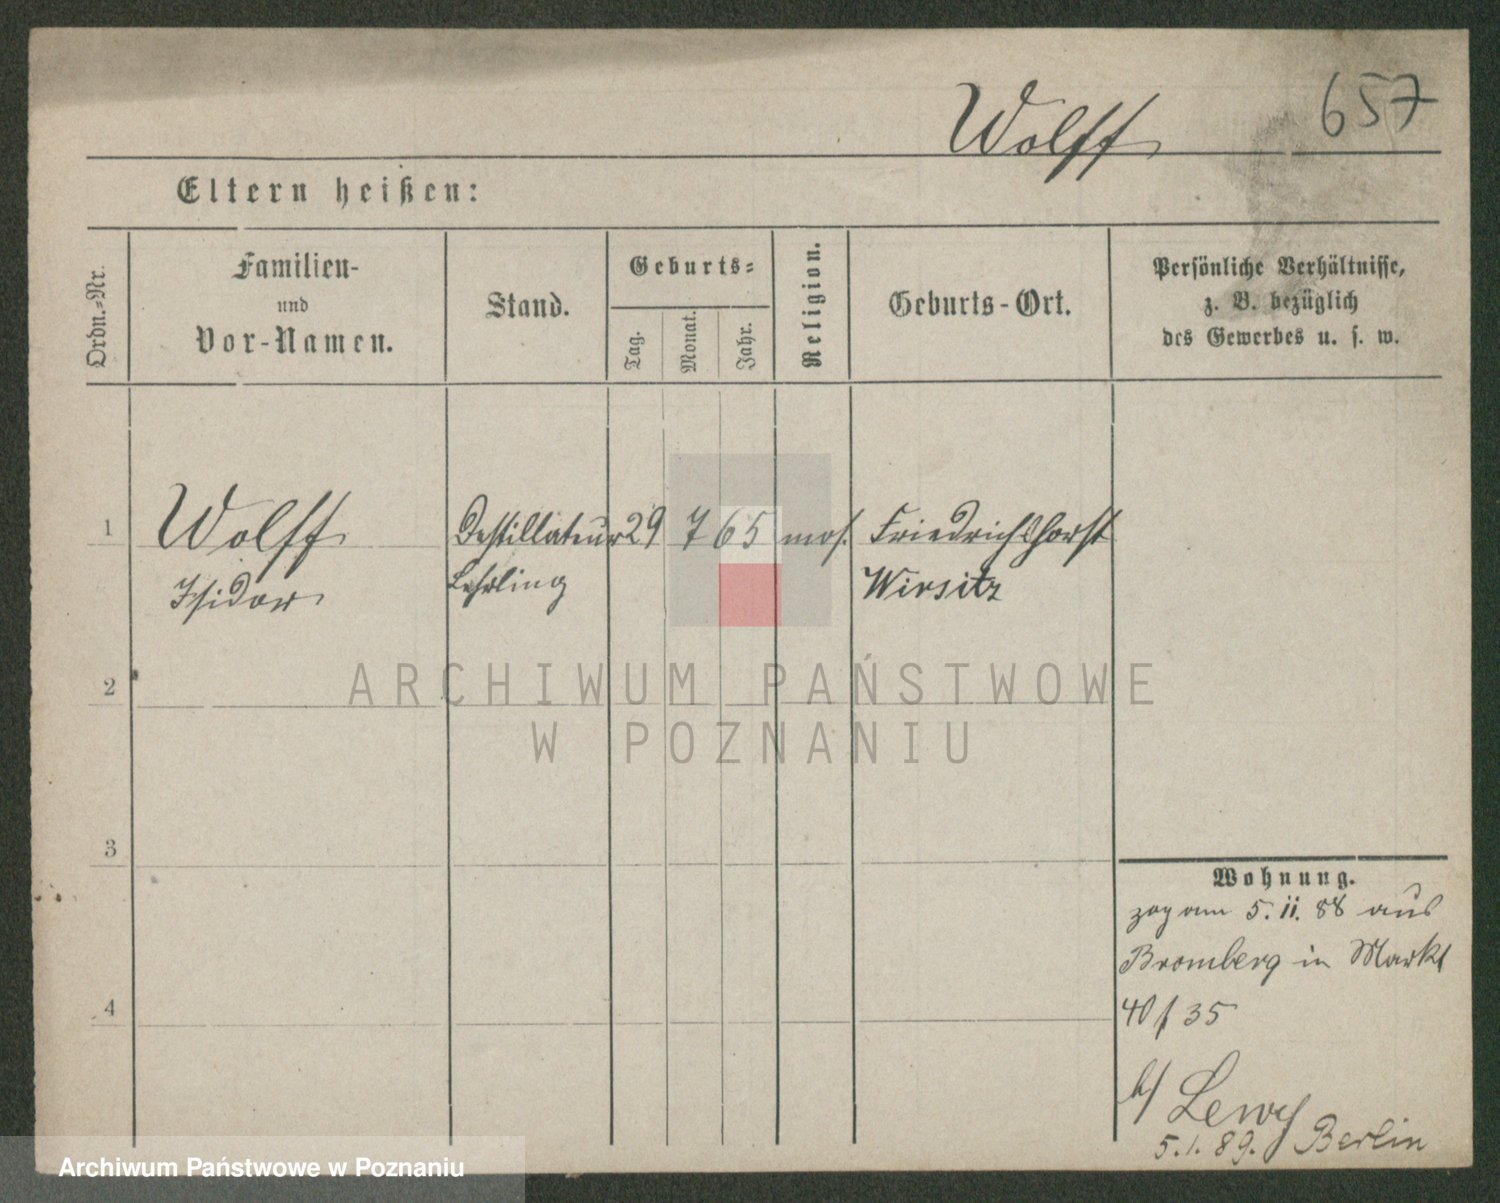 Wolff
657
Eltern heißen:
Ordn.-Nr.
Familien-
und
Vor-Namen.
Stand.
Geburts-
Tag.
Monat.
Jahr.
Religion.
Geburts-Ort.
Persönliche Verhältnisse,
z. B. bezüglich
des Gewerbes u. s. w.
1
Wolff
Isidor
Destillateur
Lehrling
29
7
65
mos.
Friedrichshorst
Wirsitz
2
3
4
Wohnung.
zog am 5. 11. 88 aus
Bromberg in Markt
40 / 35
b/ Lewy
5.1.89. Berlin
ARCHIWUM PAŃSTWOWE
W POZNANIU
Archiwum Państwowe w Poznaniu